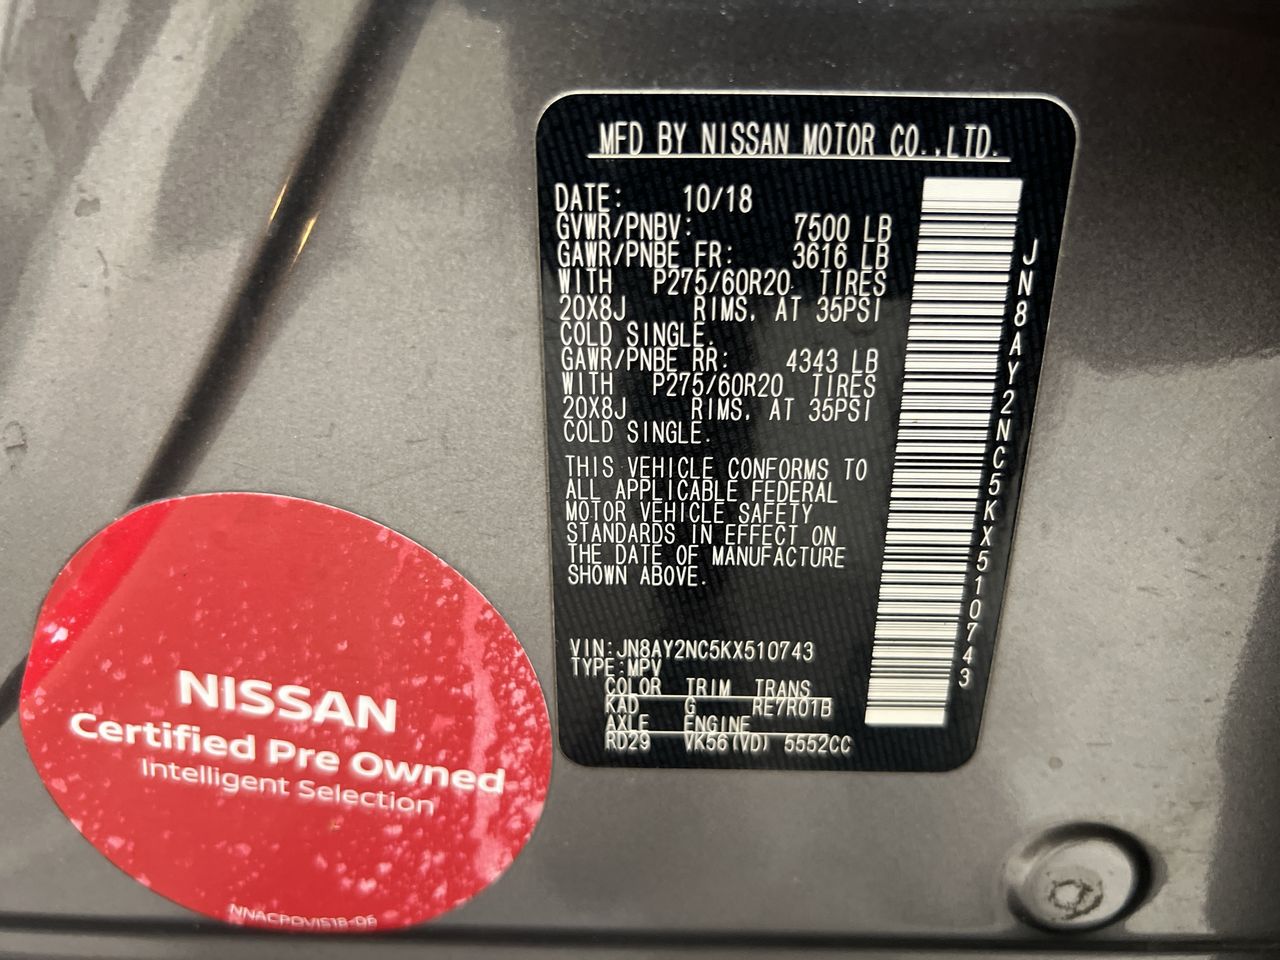 MFD BY NISSAN MOTOR CO.,LTD.
DATE: 10/18
GVWR/PNBV: 7500 LB
GAWR/PNBE FR: 3616 LB
WITH P275/60R20 TIRES
20X8J RIMS, AT 35PSI
COLD SINGLE.
GAWR/PNBE RR: 4343 LB
WITH P275/60R20 TIRES
20X8J RIMS, AT 35PSI
COLD SINGLE.
THIS VEHICLE CONFORMS TO
ALL APPLICABLE FEDERAL
MOTOR VEHICLE SAFETY
STANDARDS IN EFFECT ON
THE DATE OF MANUFACTURE
SHOWN ABOVE.
VIN:JN8AY2NC5KX510743
TYPE:MPV
COLOR TRIM TRANS
KAD G RE7R01B
AXLE ENGINE
RD29 VK56(VD) 5552CC
JN8AY2NC5KX510743
NISSAN
Certified Pre Owned
Intelligent Selection
NNACPOVIS18-06